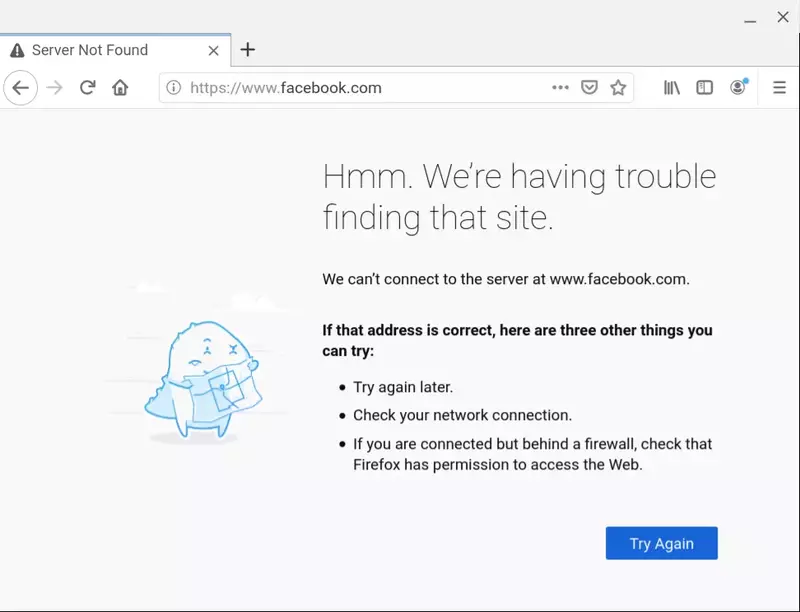 Server Not Found
https://www.facebook.com
Hmm. We're having trouble
finding that site.
We can't connect to the server at www.facebook.com.
If that address is correct, here are three other things you
can try:
Try again later.
Check your network connection.
If you are connected but behind a firewall, check that
Firefox has permission to access the Web.
Try Again